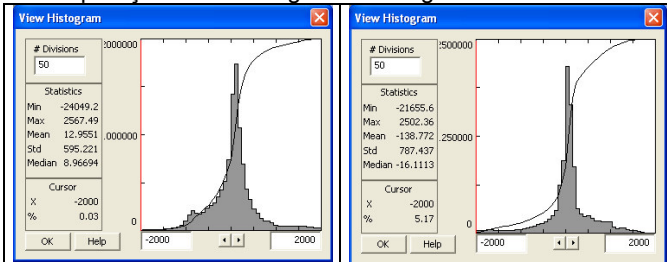 View Histogram
# Divisions
50
Statistics
Min -24049.2
Max 2567.49
Mean 12.9551
Std 595.221
Median 8.96694
Cursor
X -2000
% 0.03
OK Help
2000000
.000000
0
-2000 2000
View Histogram
# Divisions
50
Statistics
Min -21655.6
Max 2502.36
Mean -138.772
Std 787.437
Median -16.1113
Cursor
X -2000
% 5.17
OK Help
2500000
.250000
0
-2000 2000